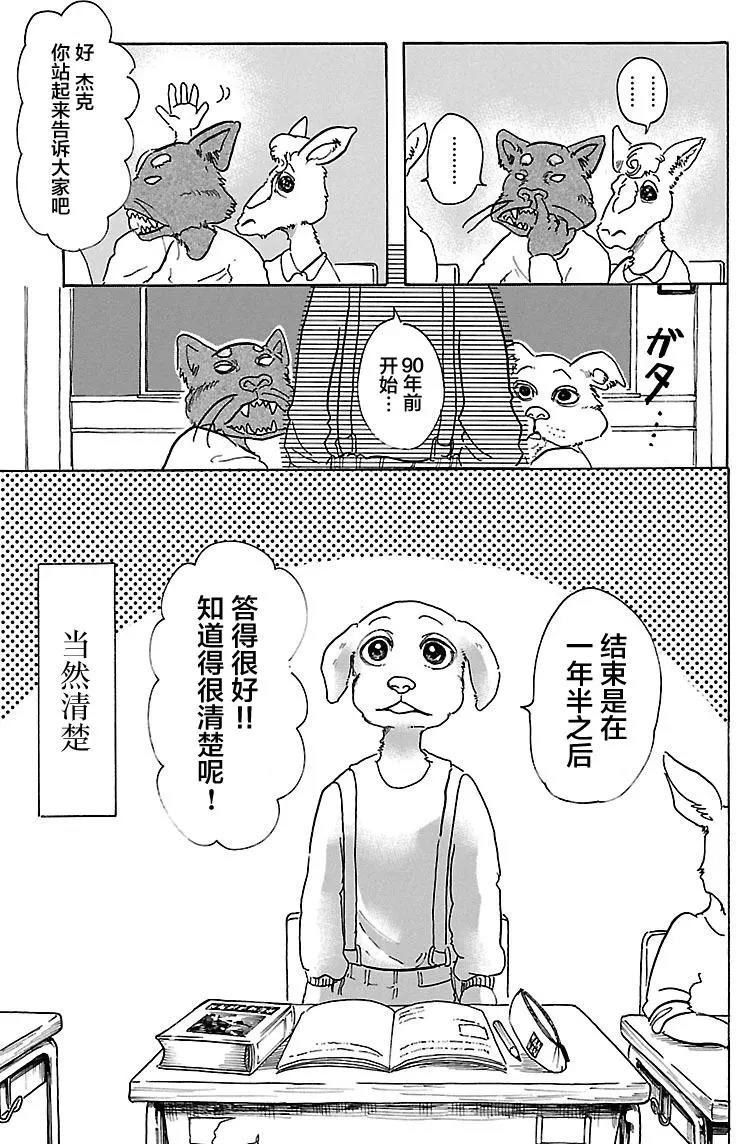 ……
……
好 杰克
你站起来告诉大家吧
ガタ…
90年前
开始…
结束是在
一年半之后
答得很好!!
知道得很清楚呢!
当然清楚